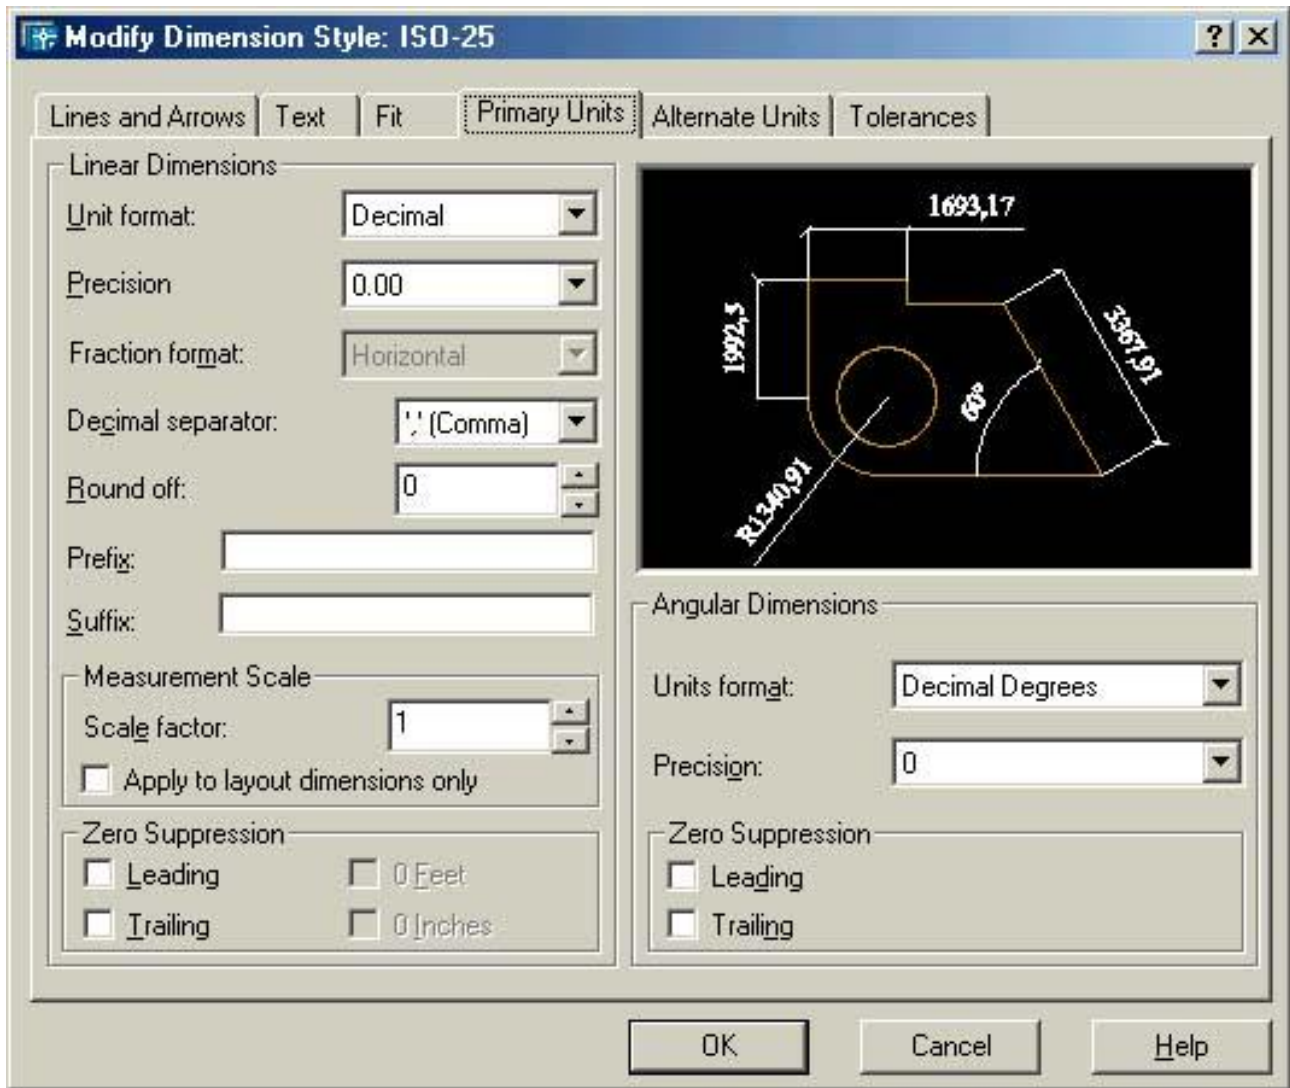 Modify Dimension Style: ISO-25
Lines and Arrows
Text
Fit
Primary Units
Alternate Units
Tolerances
Linear Dimensions
Unit format:
Decimal
Precision
0.00
Fraction format:
Horizontal
Decimal separator:
',' (Comma)
Round off:
0
Prefix:
Suffix:
Measurement Scale
Scale factor:
1
Apply to layout dimensions only
Zero Suppression
Leading
0 Feet
Trailing
0 Inches
1693,17
1992,5
3367,91
60°
R1340,91
Angular Dimensions
Units format:
Decimal Degrees
Precision:
0
Zero Suppression
Leading
Trailing
OK
Cancel
Help